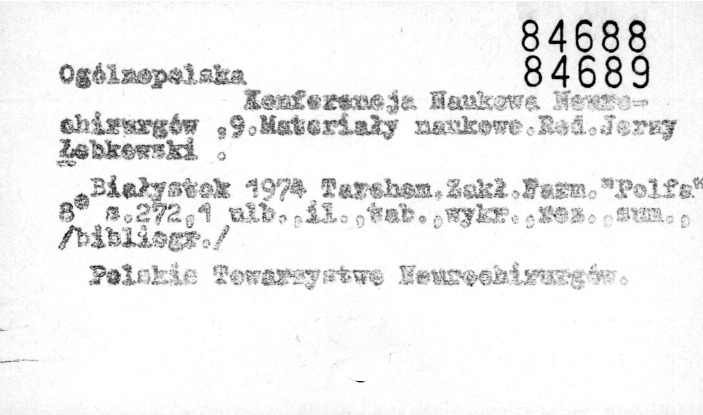 84688
84689
Ogólnopolska
Konferencja Naukowa Neuro-
chirurgów ,9.Materiały naukowe.Red.Jerzy
Łebkowski .
Białystok 1974 Tarchom.Zakł.Farm."Polfa"
8° s.272,1 ulb.,il.,tab.,wykr.,rez.,sum.,
/bibliogr./
Polskie Towarzystwo Neurochirurgów.